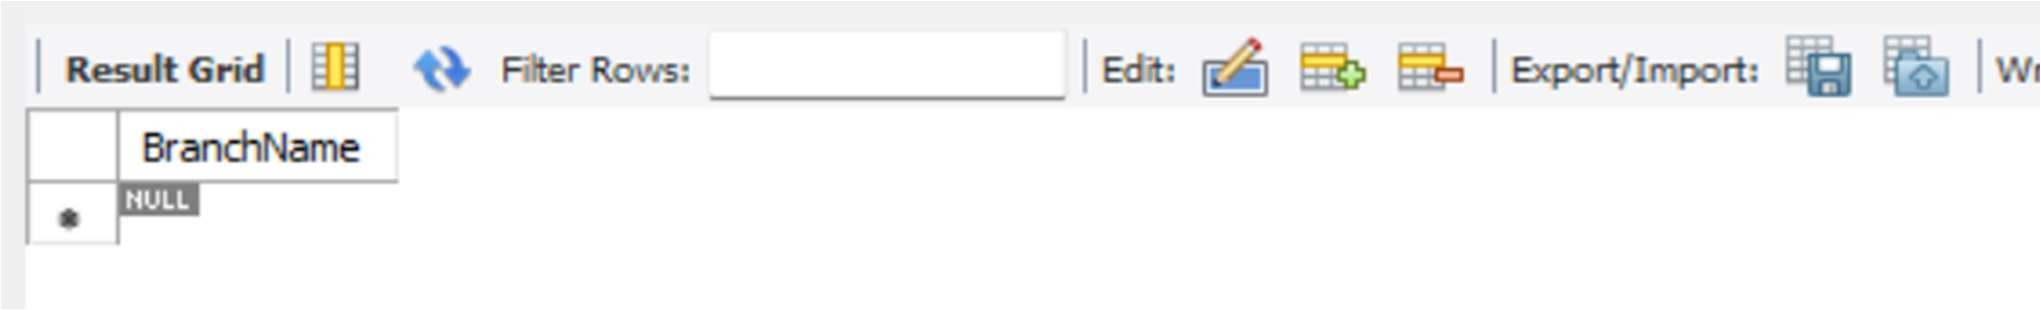 Result Grid Filter Rows: Edit: Export/Import:
BranchName
* NULL